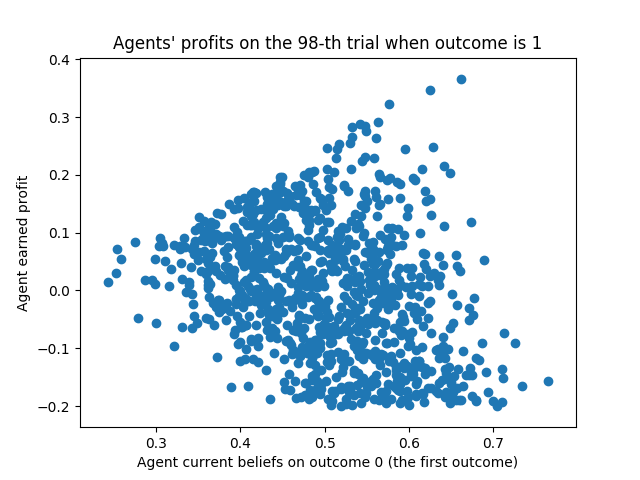 Agents' profits on the 98-th trial when outcome is 1
Agent earned profit
0.4
0.3
0.2
0.1
0.0
−0.1
−0.2
0.3 0.4 0.5 0.6 0.7
Agent current beliefs on outcome 0 (the first outcome)